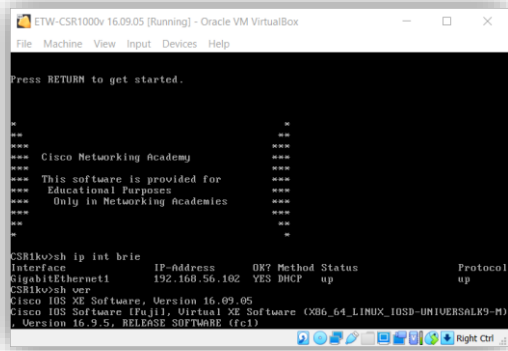 ETW-CSR1000v 16.09.05 [Running] - Oracle VM VirtualBox
File Machine View Input Devices Help
Press RETURN to get started.
* *
** **
*** ***
*** Cisco Networking Academy ***
*** ***
*** This software is provided for ***
*** Educational Purposes ***
*** Only in Networking Academies ***
*** ***
** **
* *
CSR1kv>sh ip int brie
Interface IP-Address OK? Method Status Protocol
GigabitEthernet1 192.168.56.102 YES DHCP up up
CSR1kv>sh ver
Cisco IOS XE Software, Version 16.09.05
Cisco IOS Software [Fuji], Virtual XE Software (X86_64_LINUX_IOSD-UNIVERSALK9-M)
, Version 16.9.5, RELEASE SOFTWARE (fc1)
Right Ctrl